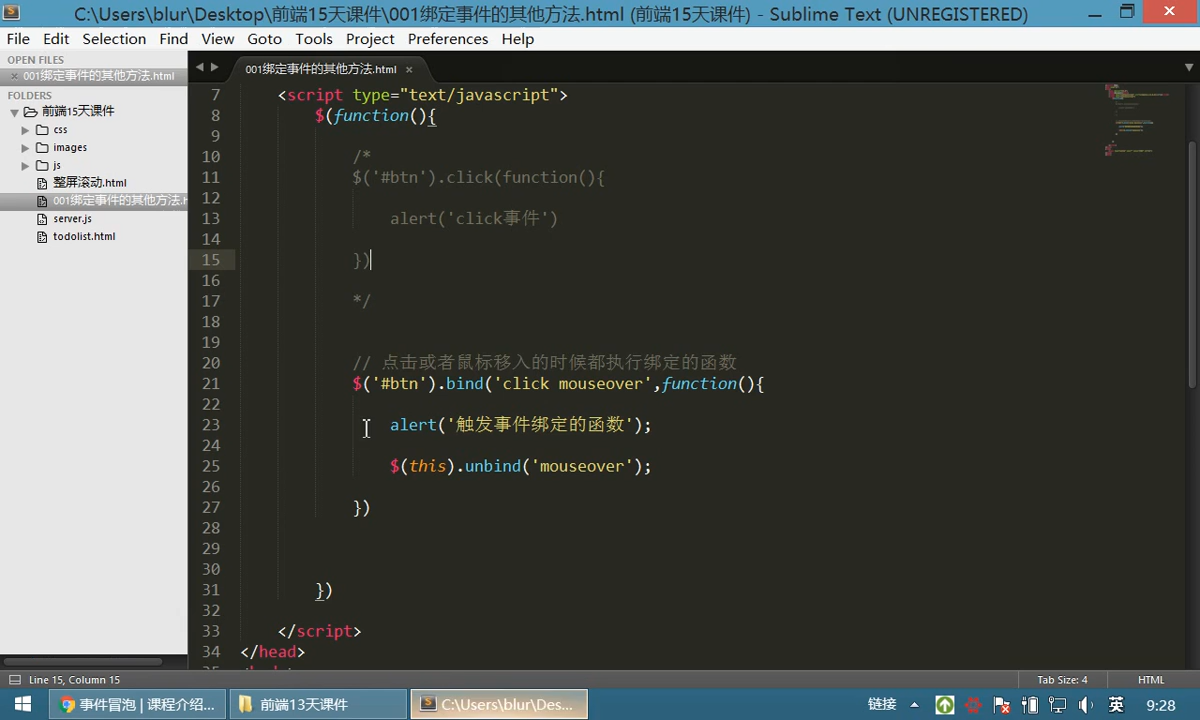 C:\Users\blur\Desktop\前端15天课件\001绑定事件的其他方法.html (前端15天课件) - Sublime Text (UNREGISTERED)
File Edit Selection Find View Goto Tools Project Preferences Help
OPEN FILES
001绑定事件的其他方法.html
FOLDERS
前端15天课件
css
images
js
整屏滚动.html
001绑定事件的其他方法.h
server.js
todolist.html
001绑定事件的其他方法.html
7 <script type="text/javascript">
8 $(function(){
9
10 /*
11 $('#btn').click(function(){
12
13 alert('click事件')
14
15 })
16
17 */
18
19
20 // 点击或者鼠标移入的时候都执行绑定的函数
21 $('#btn').bind('click mouseover',function(){
22
23 alert('触发事件绑定的函数');
24
25 $(this).unbind('mouseover');
26
27 })
28
29
30
31 })
32
33 </script>
34 </head>
Line 15, Column 15
Tab Size: 4
HTML
事件冒泡 | 课程介绍...
前端13天课件
C:\Users\blur\Des...
链接
英
9:28